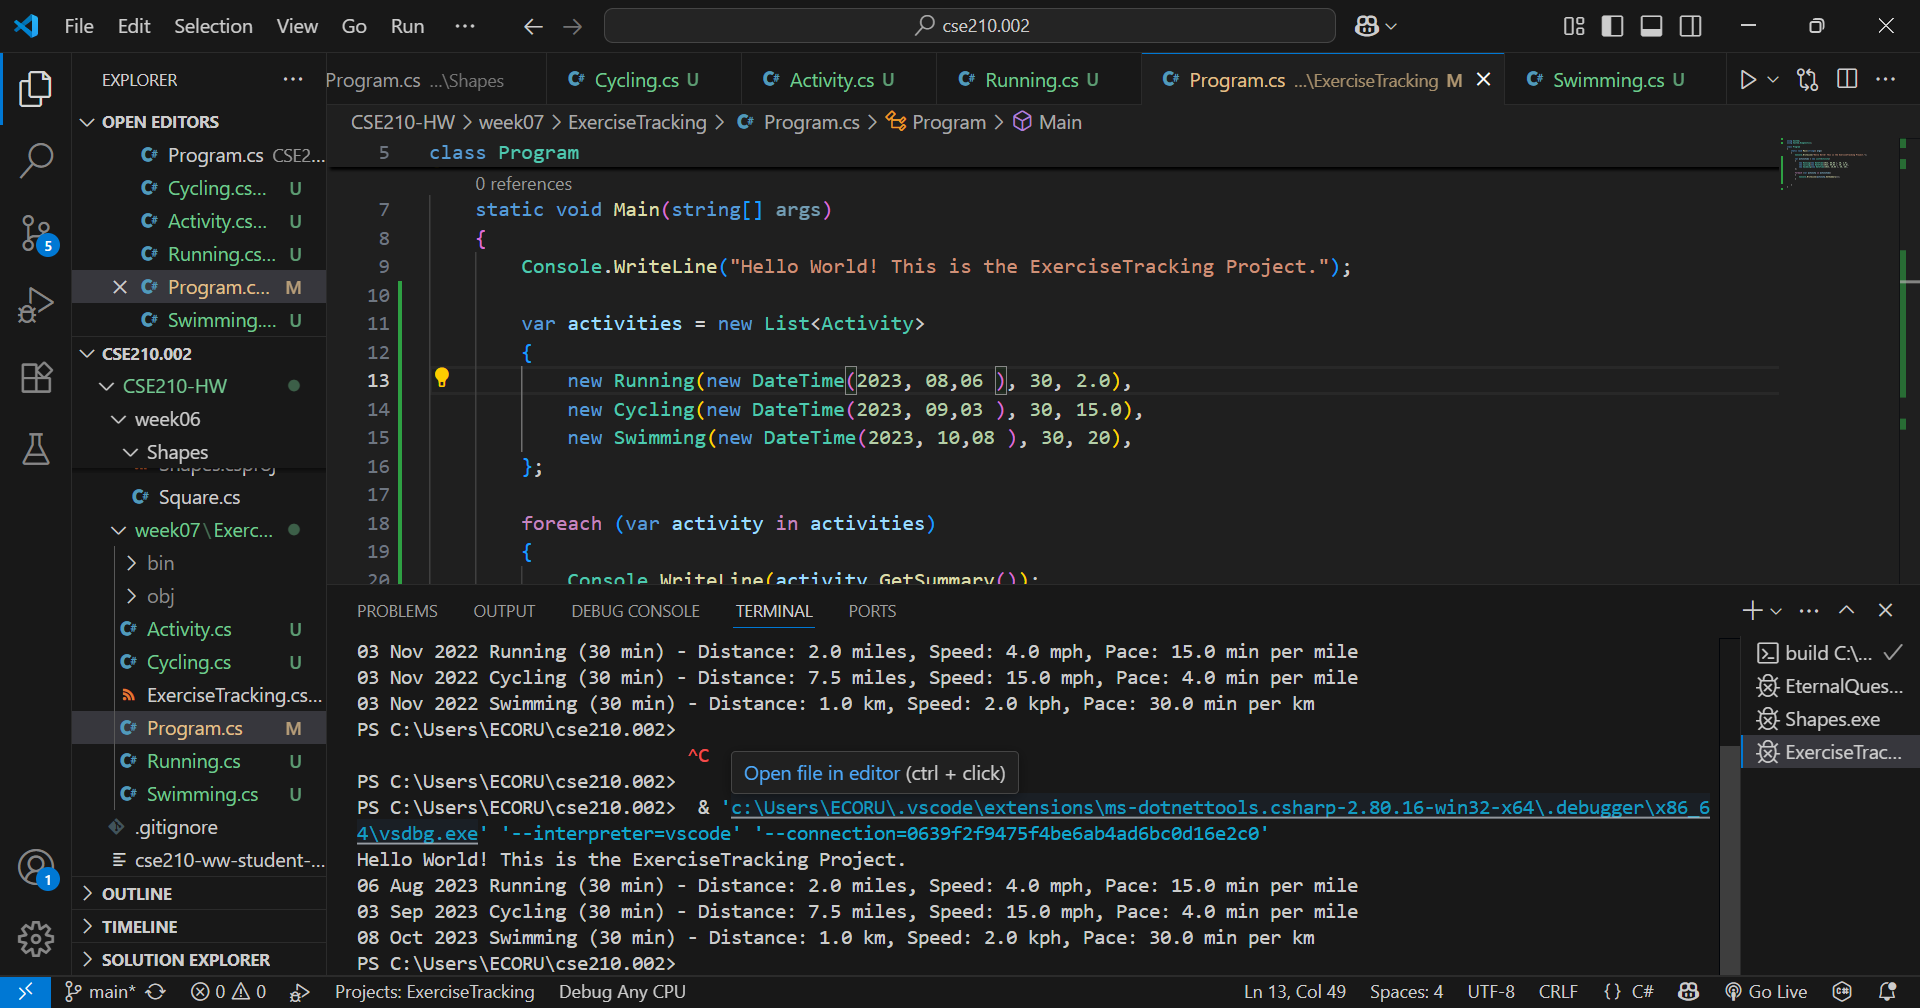 File Edit Selection View Go Run ··· cse210.002
EXPLORER ···
OPEN EDITORS
Program.cs CSE2...
Cycling.cs... U
Activity.cs... U
Running.cs... U
Program.c... M
Swimming.... U
CSE210.002
CSE210-HW
week06
Shapes
Shapes.csproj
Square.cs
week07\Exerc...
bin
obj
Activity.cs U
Cycling.cs U
ExerciseTracking.cs...
Program.cs M
Running.cs U
Swimming.cs U
.gitignore
cse210-ww-student-...
OUTLINE
TIMELINE
SOLUTION EXPLORER
5
1
Program.cs ...\Shapes Cycling.cs U Activity.cs U Running.cs U Program.cs ...\ExerciseTracking M Swimming.cs U
CSE210-HW > week07 > ExerciseTracking > Program.cs > Program > Main
5 class Program
0 references
7 static void Main(string[] args)
8 {
9 Console.WriteLine("Hello World! This is the ExerciseTracking Project.");
10
11 var activities = new List<Activity>
12 {
13 new Running(new DateTime(2023, 08,06 ), 30, 2.0),
14 new Cycling(new DateTime(2023, 09,03 ), 30, 15.0),
15 new Swimming(new DateTime(2023, 10,08 ), 30, 20),
16 };
17
18 foreach (var activity in activities)
19 {
20 Console.WriteLine(activity.GetSummary());
PROBLEMS OUTPUT DEBUG CONSOLE TERMINAL PORTS
03 Nov 2022 Running (30 min) - Distance: 2.0 miles, Speed: 4.0 mph, Pace: 15.0 min per mile
03 Nov 2022 Cycling (30 min) - Distance: 7.5 miles, Speed: 15.0 mph, Pace: 4.0 min per mile
03 Nov 2022 Swimming (30 min) - Distance: 1.0 km, Speed: 2.0 kph, Pace: 30.0 min per km
PS C:\Users\ECORU\cse210.002>
^C
Open file in editor (ctrl + click)
PS C:\Users\ECORU\cse210.002>
PS C:\Users\ECORU\cse210.002> & 'c:\Users\ECORU\.vscode\extensions\ms-dotnettools.csharp-2.80.16-win32-x64\.debugger\x86_6
4\vsdbg.exe' '--interpreter=vscode' '--connection=0639f2f9475f4be6ab4ad6bc0d16e2c0'
Hello World! This is the ExerciseTracking Project.
06 Aug 2023 Running (30 min) - Distance: 2.0 miles, Speed: 4.0 mph, Pace: 15.0 min per mile
03 Sep 2023 Cycling (30 min) - Distance: 7.5 miles, Speed: 15.0 mph, Pace: 4.0 min per mile
08 Oct 2023 Swimming (30 min) - Distance: 1.0 km, Speed: 2.0 kph, Pace: 30.0 min per km
PS C:\Users\ECORU\cse210.002>
build C:\...
EternalQues...
Shapes.exe
ExerciseTrac...
main* 0 0 Projects: ExerciseTracking Debug Any CPU Ln 13, Col 49 Spaces: 4 UTF-8 CRLF {} C# Go Live